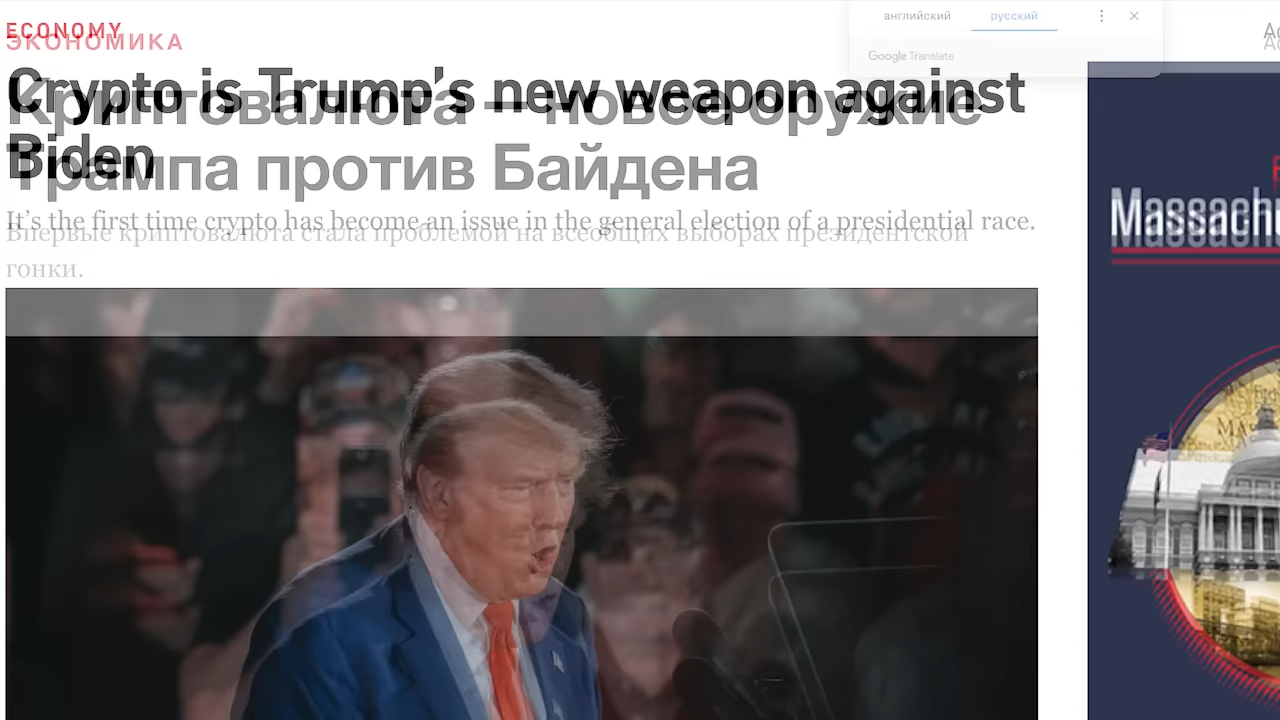 ECONOMY
ЭКОНОМИКА
английский русский
Google Translate
Crypto is Trump's new weapon against
Biden
Криптовалюта — новое оружие
Трампа против Байдена
It's the first time crypto has become an issue in the general election of a presidential race.
Впервые криптовалюта стала проблемой на всеобщих выборах президентской
гонки.